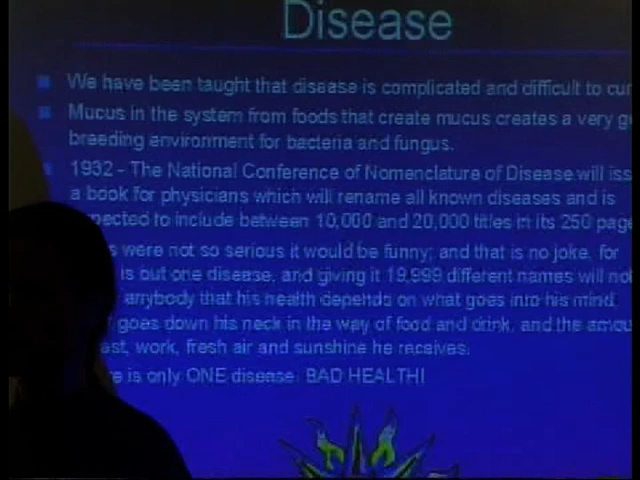 Disease
We have been taught that disease is complicated and difficult to cur
Mucus in the system from foods that create mucus creates a very g
breeding environment for bacteria and fungus.
1932 - The National Conference of Nomenclature of Disease will iss
a book for physicians which will rename all known diseases and is
pected to include between 10,000 and 20,000 titles in its 250 page
s were not so serious it would be funny; and that is no joke, for
is but one disease, and giving it 19,999 different names will not
anybody that his health depends on what goes into his mind,
goes down his neck in the way of food and drink, and the amou
est, work, fresh air and sunshine he receives.
e is only ONE disease: BAD HEALTH!